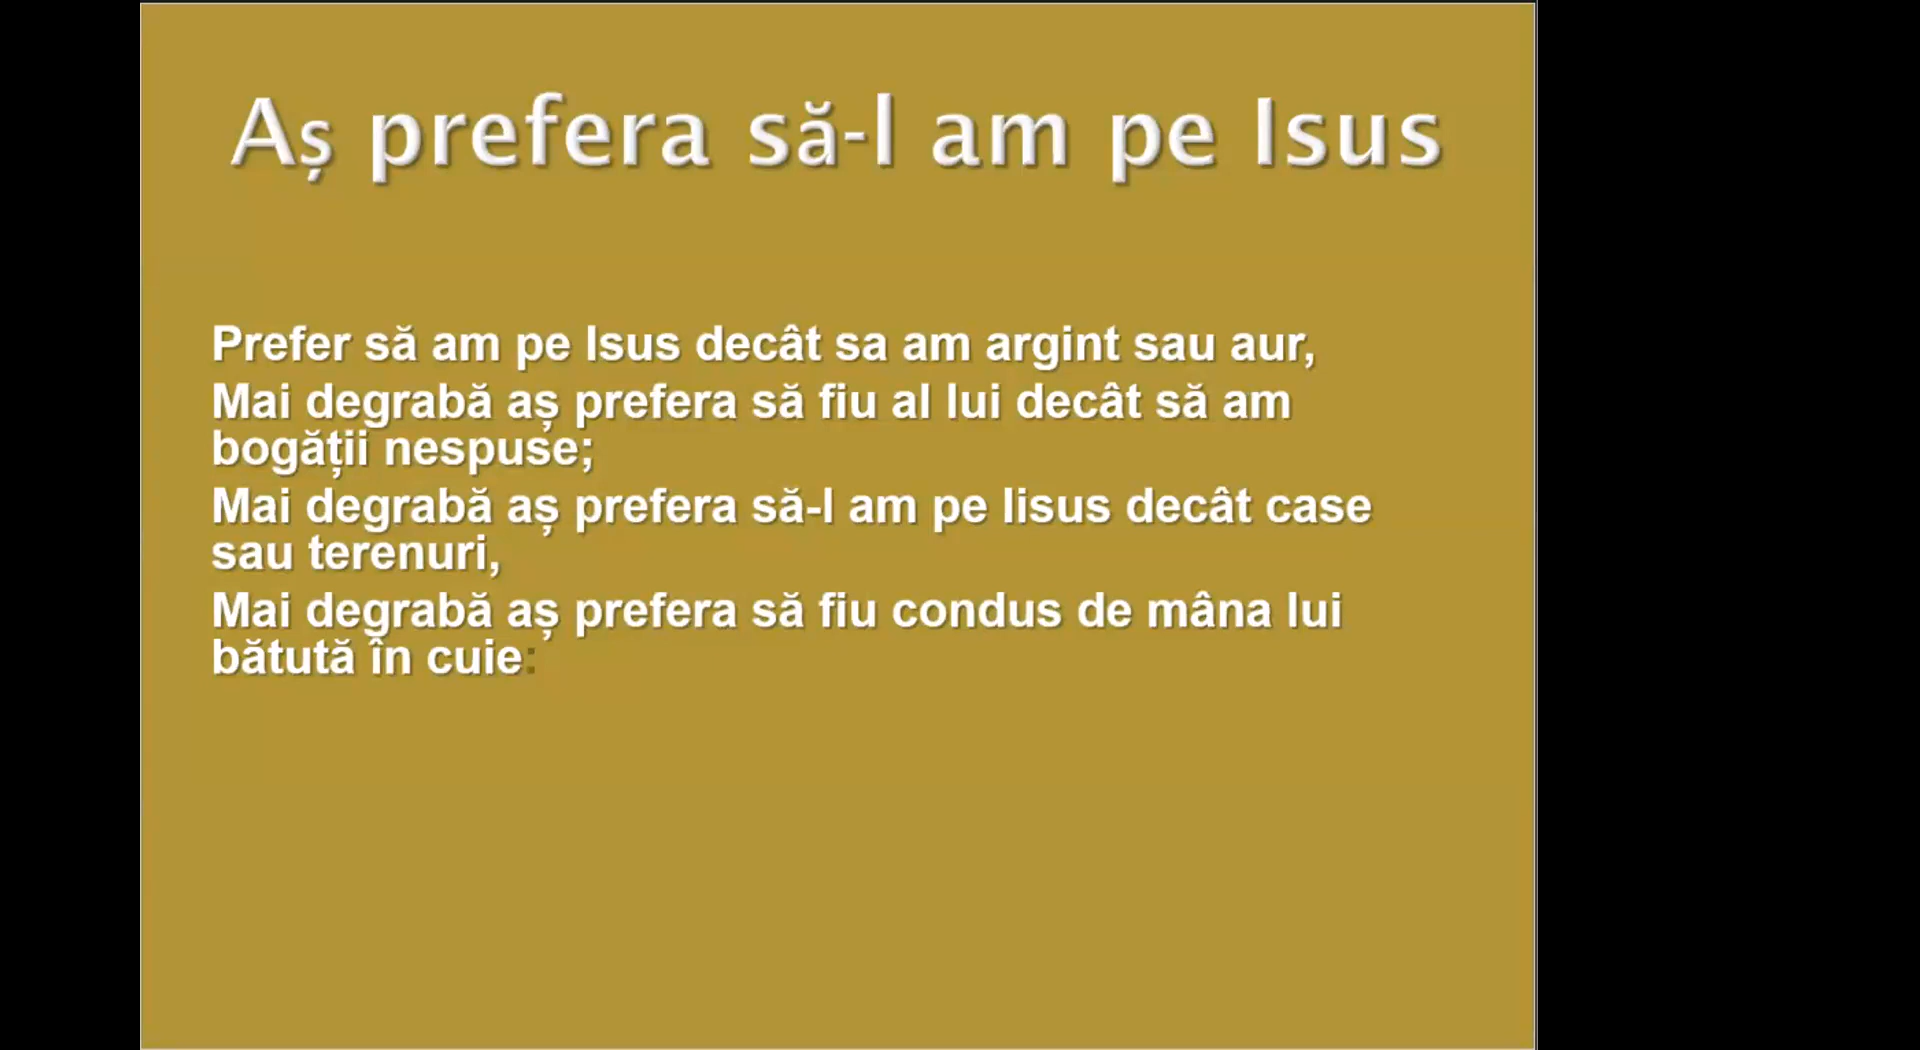 Aș prefera să-l am pe Isus
Prefer să am pe Isus decât sa am argint sau aur,
Mai degrabă aș prefera să fiu al lui decât să am
bogății nespuse;
Mai degrabă aș prefera să-l am pe Iisus decât case
sau terenuri,
Mai degrabă aș prefera să fiu condus de mâna lui
bătută în cuie: